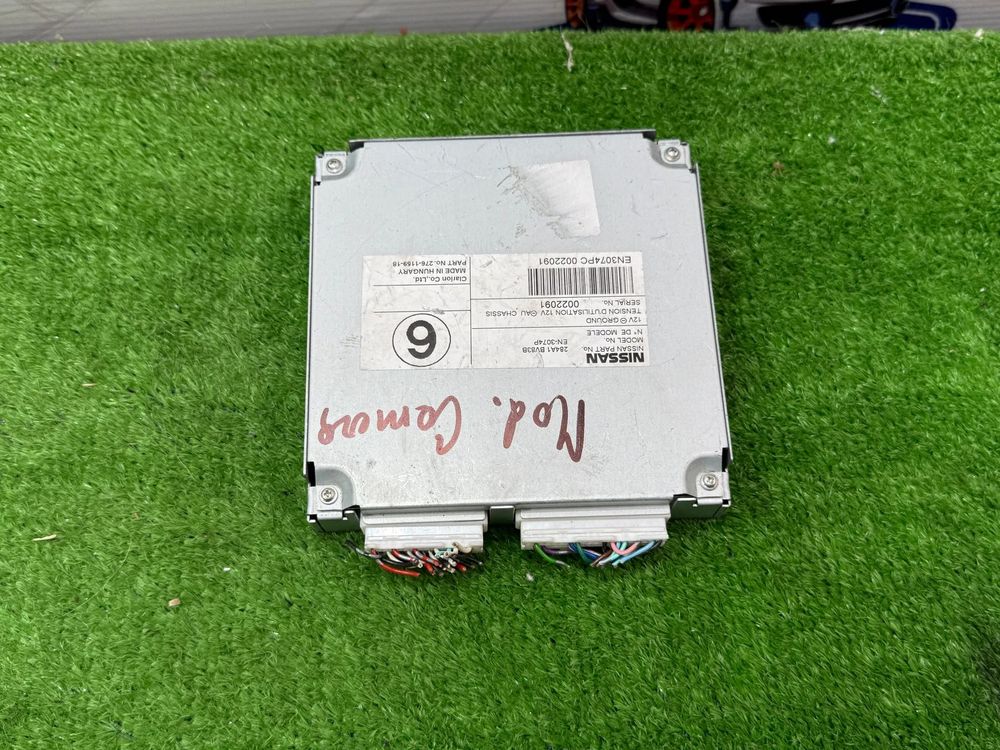 NISSAN
NISSAN PART No. 284A1 BV83B
MODEL No. EN-3074P
N° DE MODELE
12V ⊖ GROUND
TENSION D'UTILISATION 12V ⊖ AU CHASSIS
SERIAL No. 0022091
EN3074PC 0022091
6
Clarion Co.,Ltd.
MADE IN HUNGARY
PART No. 276-1159-16
Mod. Camera